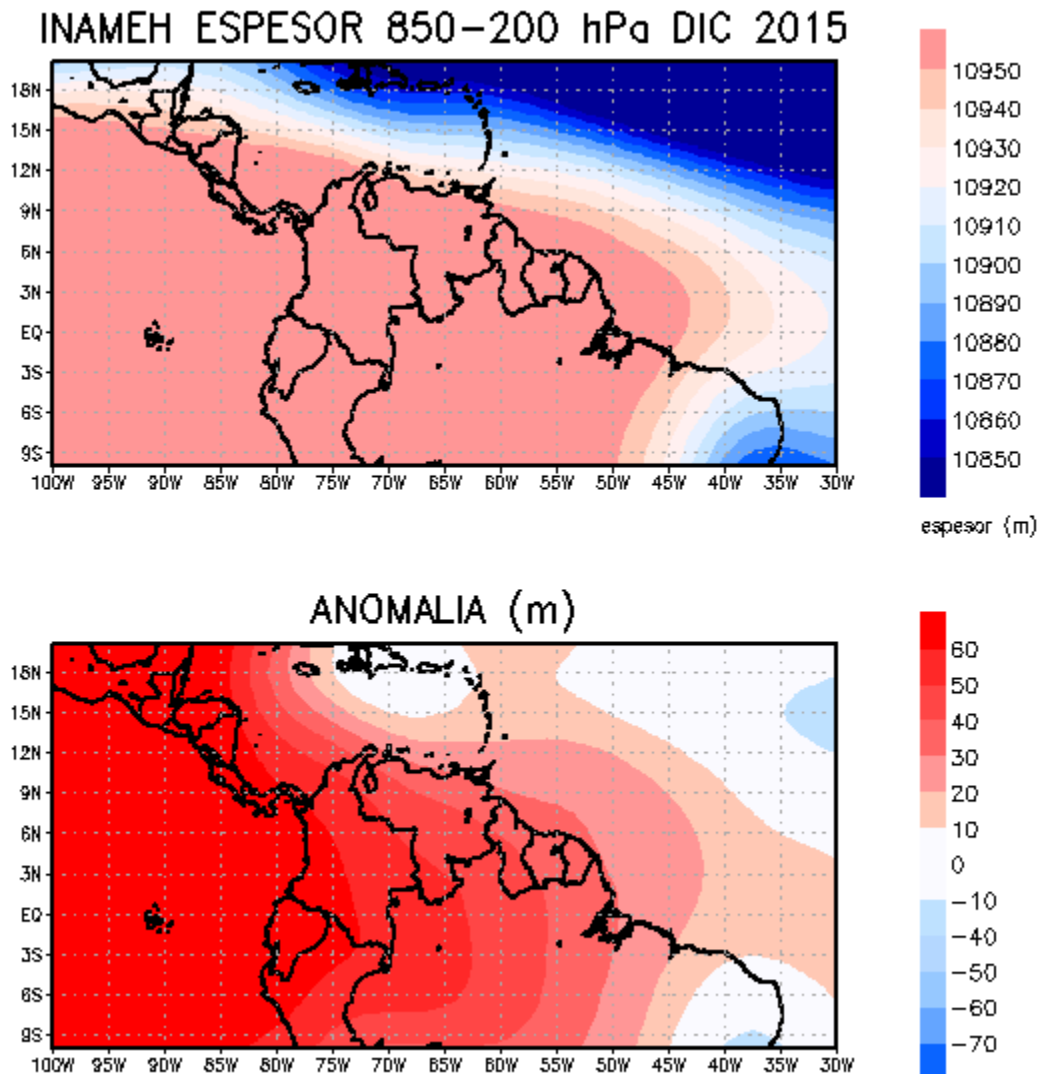 INAMEH ESPESOR 850-200 hPa DIC 2015
18N
15N
12N
9N
6N
3N
EQ
3S
6S
9S
100W 95W 90W 85W 80W 75W 70W 65W 60W 55W 50W 45W 40W 35W 30W
10950
10940
10930
10920
10910
10900
10890
10880
10870
10860
10850
espesor (m)
ANOMALIA (m)
18N
15N
12N
9N
6N
3N
EQ
3S
6S
9S
100W 95W 90W 85W 80W 75W 70W 65W 60W 55W 50W 45W 40W 35W 30W
60
50
40
30
20
10
0
-10
-40
-50
-60
-70